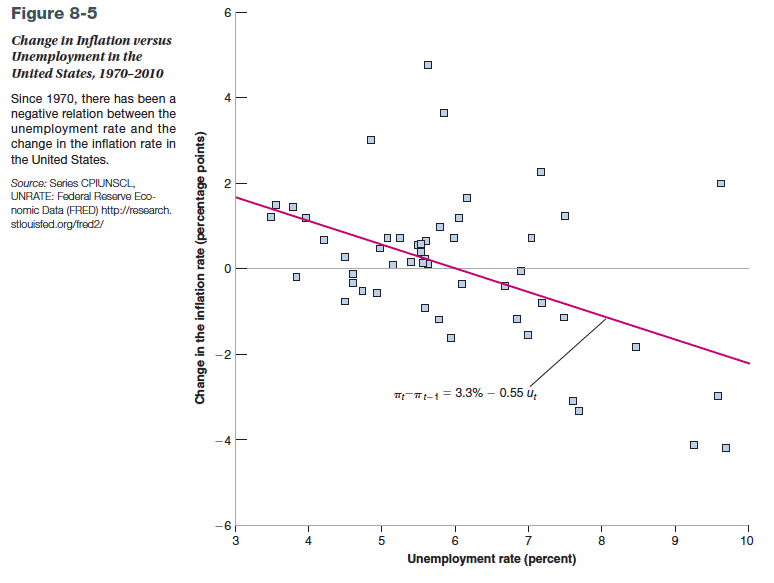 Figure 8-5
Change in Inflation versus
Unemployment in the
United States, 1970–2010
Since 1970, there has been a
negative relation between the
unemployment rate and the
change in the inflation rate in
the United States.
Source: Series CPIUNSCL,
UNRATE: Federal Reserve Eco-
nomic Data (FRED) http://research.
stlouisfed.org/fred2/
Change in the inflation rate (percentage points)
6
4
2
0
−2
−4
−6
πt−πt−1 = 3.3% − 0.55 ut
3 4 5 6 7 8 9 10
Unemployment rate (percent)